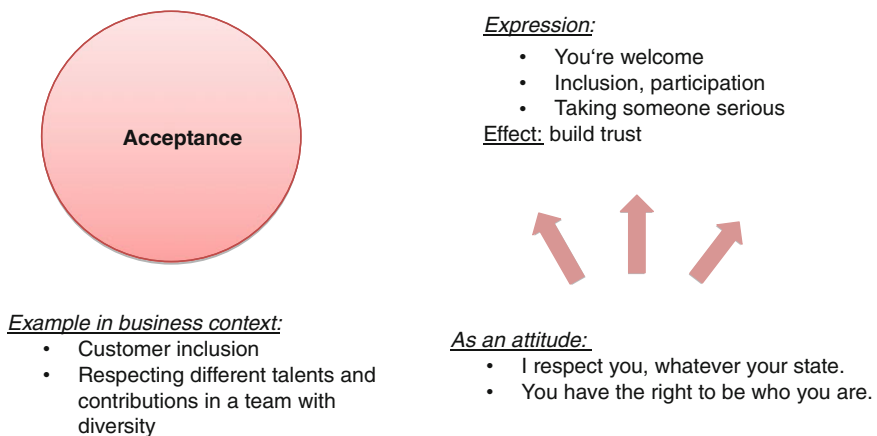 Acceptance
Expression:
• You‘re welcome
• Inclusion, participation
• Taking someone serious
Effect: build trust
Example in business context:
• Customer inclusion
• Respecting different talents and
contributions in a team with
diversity
As an attitude:
• I respect you, whatever your state.
• You have the right to be who you are.